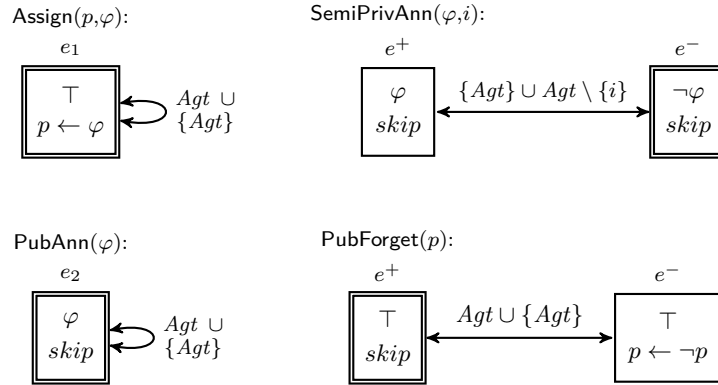 Assign(p,φ):
SemiPrivAnn(φ,i):
e₁
e⁺
e⁻
⊤
p ← φ
Agt ∪
{Agt}
φ
skip
{Agt} ∪ Agt \ {i}
¬φ
skip
PubAnn(φ):
PubForget(p):
e₂
e⁺
e⁻
φ
skip
Agt ∪
{Agt}
⊤
skip
Agt ∪ {Agt}
⊤
p ← ¬p